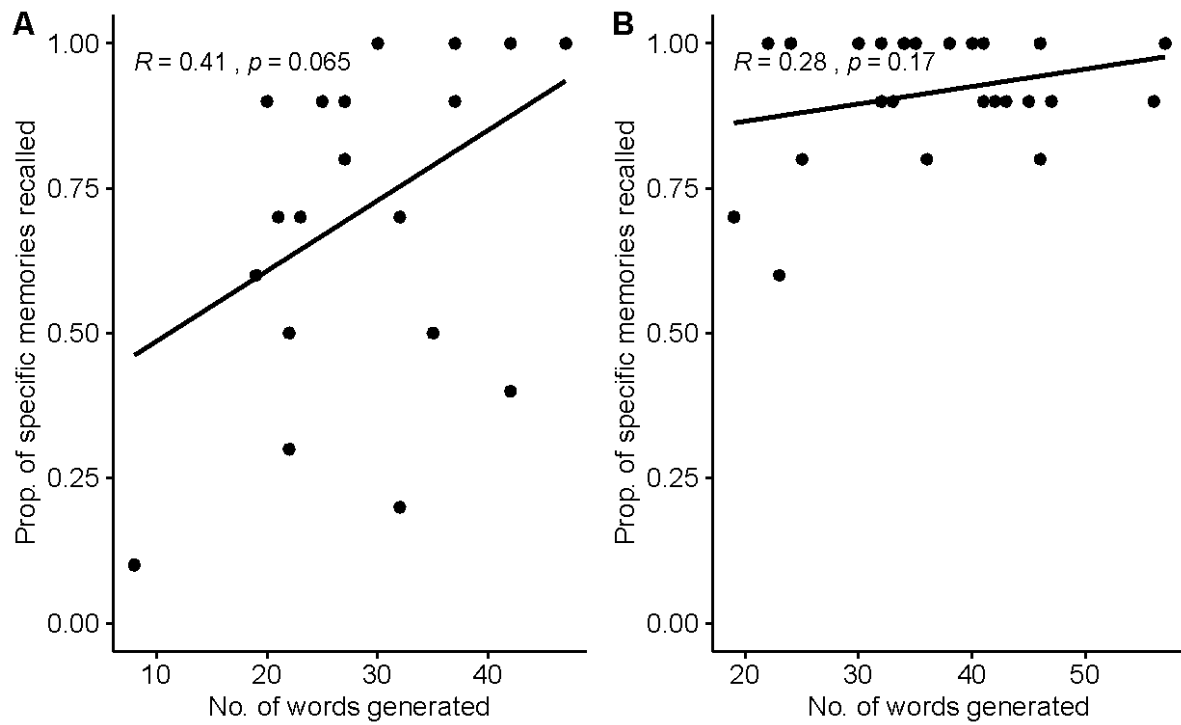 A
R = 0.41 , p = 0.065
1.00
0.75
0.50
0.25
0.00
Prop. of specific memories recalled
10 20 30 40
No. of words generated
B
R = 0.28 , p = 0.17
1.00
0.75
0.50
0.25
0.00
Prop. of specific memories recalled
20 30 40 50
No. of words generated